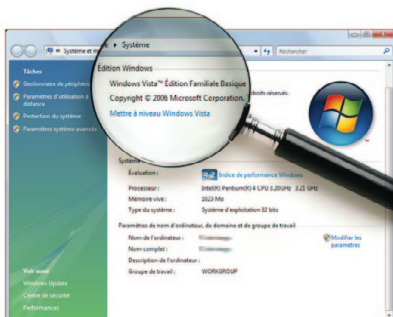 Système et m ▸ Système
Rechercher
Tâches
Gestionnaire de périphéri
Paramètres d'utilisation à
distance
Protection du système
Paramètres système avancés
Édition Windows
Windows Vista™ Édition Familiale Basique
Copyright © 2006 Microsoft Corporation.
droits réservés.
Mettre à niveau Windows Vista
Système
Évaluation :
Indice de performance Windows
Processeur :
Intel(R) Pentium(R) 4 CPU 3.20GHz 3.21 GHz
Mémoire vive :
2023 Mo
Type du système :
Système d'exploitation 32 bits
Paramètres de nom d'ordinateur, de domaine et de groupe de travail
Nom de l'ordinateur :
Modifier les
paramètres
Nom complet :
Description de l'ordinateur :
Groupe de travail :
WORKGROUP
Voir aussi
Windows Update
Centre de sécurité
Performances